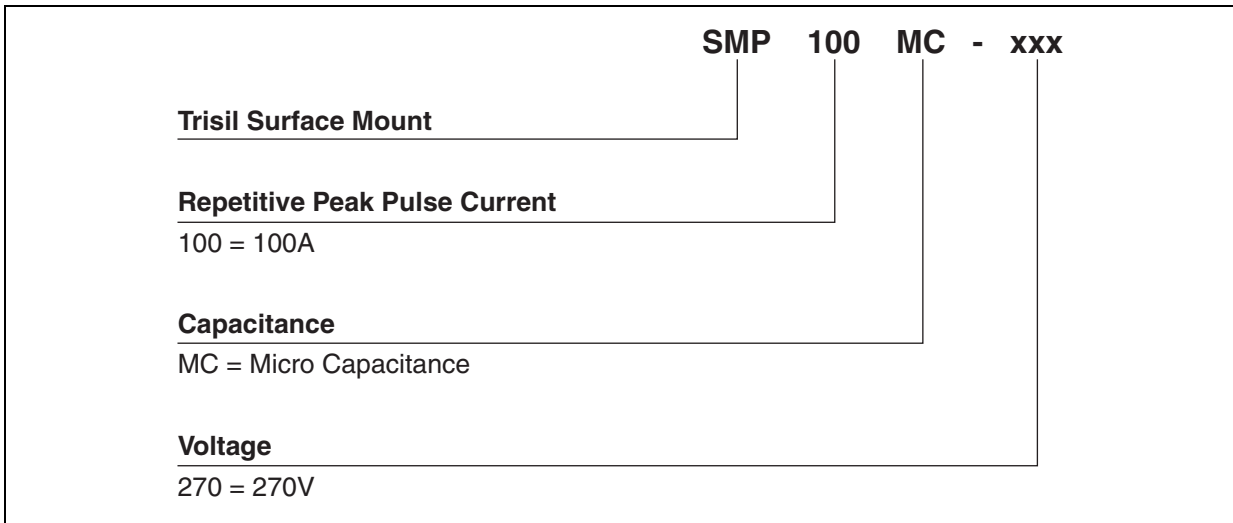 SMP 100 MC - xxx
Trisil Surface Mount
Repetitive Peak Pulse Current
100 = 100A
Capacitance
MC = Micro Capacitance
Voltage
270 = 270V